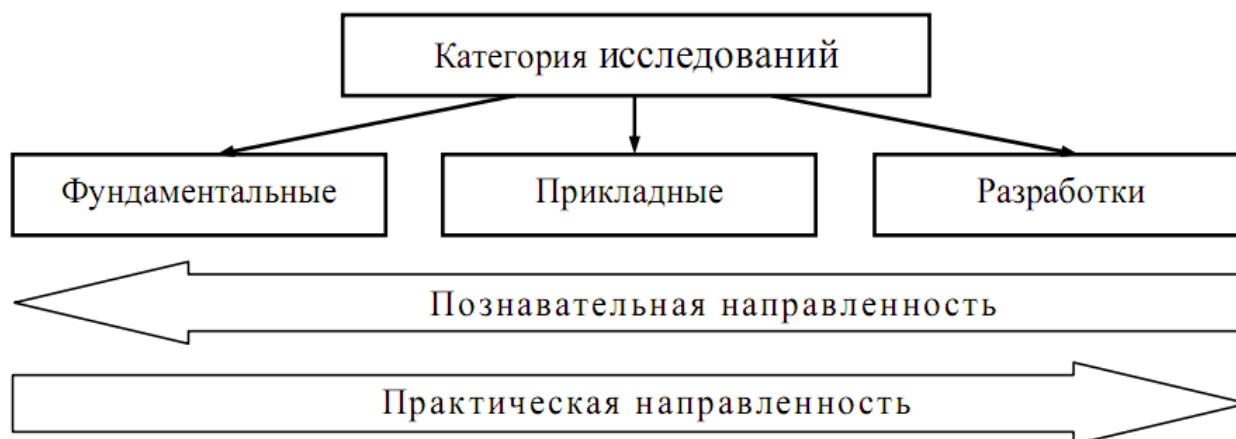 Категория исследований
Фундаментальные
Прикладные
Разработки
Познавательная направленность
Практическая направленность